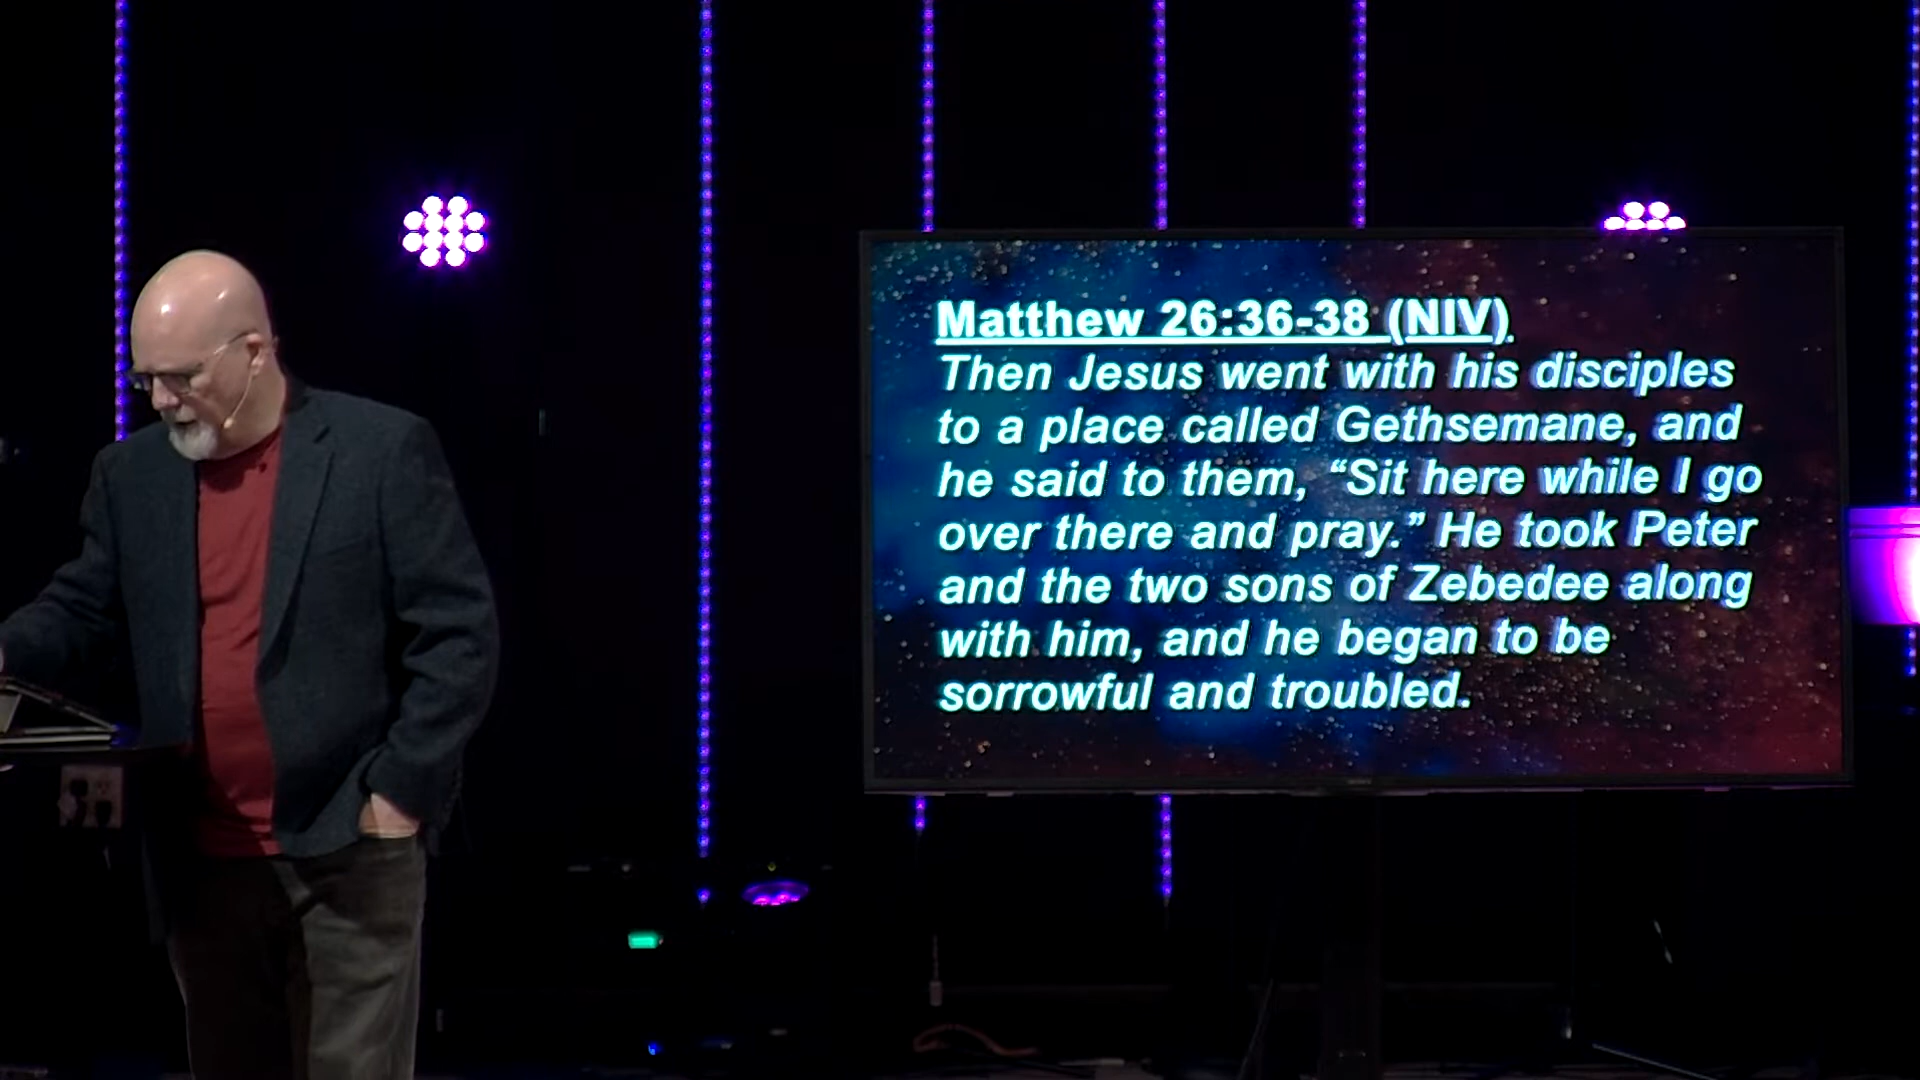 Matthew 26:36-38 (NIV)
Then Jesus went with his disciples
to a place called Gethsemane, and
he said to them, “Sit here while I go
over there and pray.” He took Peter
and the two sons of Zebedee along
with him, and he began to be
sorrowful and troubled.